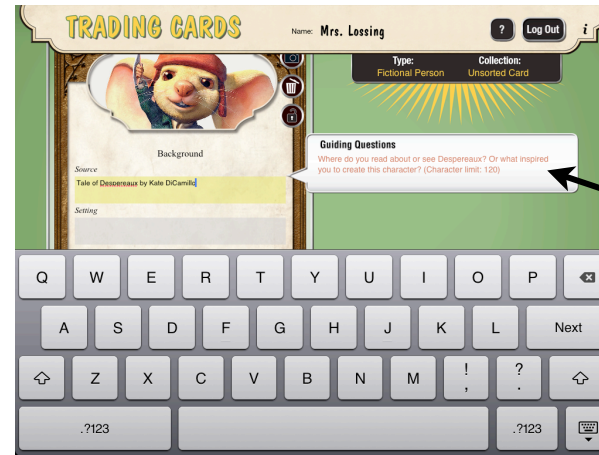 TRADING CARDS
Name: Mrs. Lossing
?
Log Out
i
Type:
Fictional Person
Collection:
Unsorted Card
Background
Source
Tale of Despereaux by Kate DiCamillo
Setting
Guiding Questions
Where do you read about or see Despereaux? Or what inspired
you to create this character? (Character limit: 120)
Q W E R T Y U I O P
A S D F G H J K L Next
Z X C V B N M ! , ? .
.?123 .?123